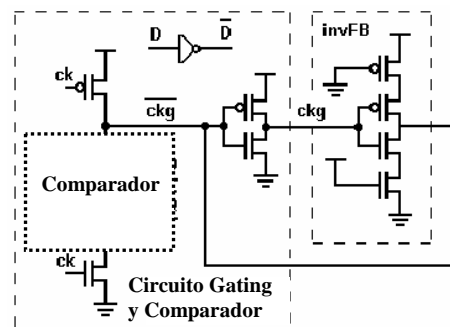 D
D
invFB
ck
ckg
ckg
Comparador
ck
Circuito Gating
y Comparador